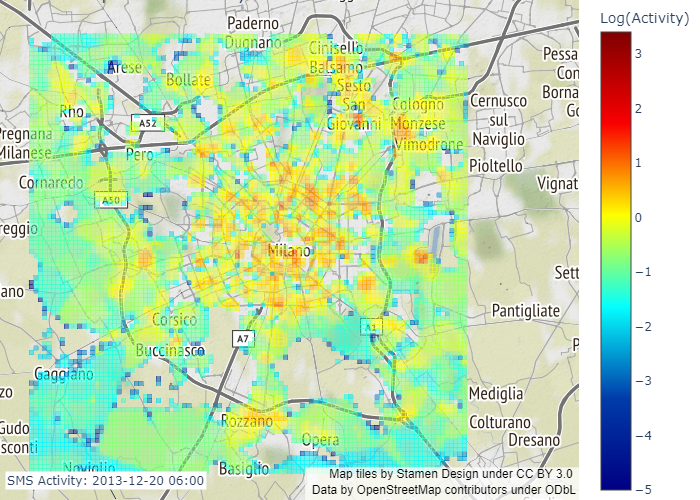 Log(Activity)
3
2
1
0
−1
−2
−3
−4
−5
Paderno
Dugnano
Cinisello
Balsamo
Arese
Bollate
Sesto
San
Giovanni
Cologno
Monzese
Vimodrone
Cernusco
sul
Naviglio
Pessa
Con
Borna
Go
Rho
A52
Pregnana
Milanese
Pero
Pioltello
Cornaredo
A50
Vignat
reggio
Milano
Sett
ano
Pantigliate
Corsico
A1
A7
Buccinasco
P
Gaggiano
zo
Mediglia
Gudo
sconti
Rozzano
Colturano
Opera
Dresano
Noviglio
Basiglio
SMS Activity: 2013-12-20 06:00
Map tiles by Stamen Design under CC BY 3.0
Data by OpenStreetMap contributors under ODbL